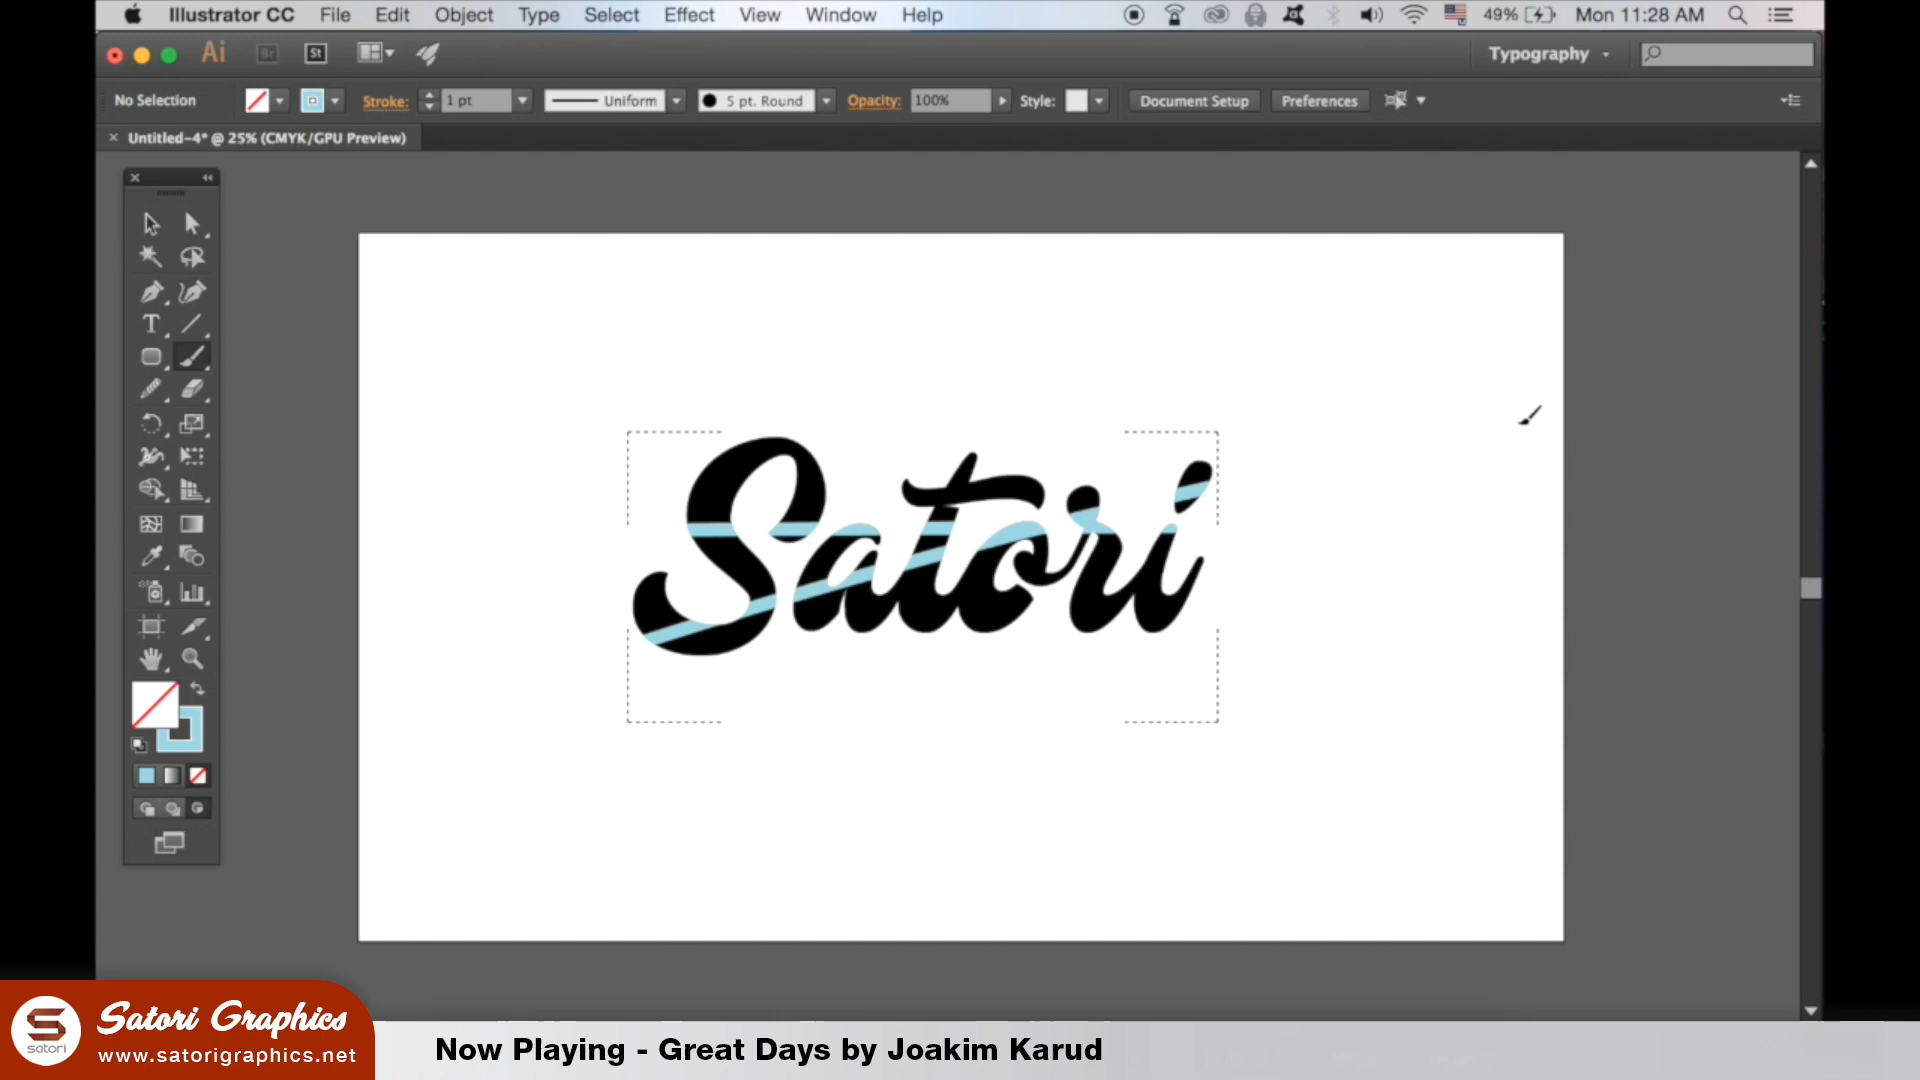 Illustrator CC File Edit Object Type Select Effect View Window Help 49% Mon 11:28 AM
Ai Br St Typography
No Selection Stroke: 1 pt Uniform 5 pt. Round Opacity: 100% Style: Document Setup Preferences
Untitled-4* @ 25% (CMYK/GPU Preview)
T
Satori
Satori Graphics
satori
www.satorigraphics.net
Now Playing - Great Days by Joakim Karud